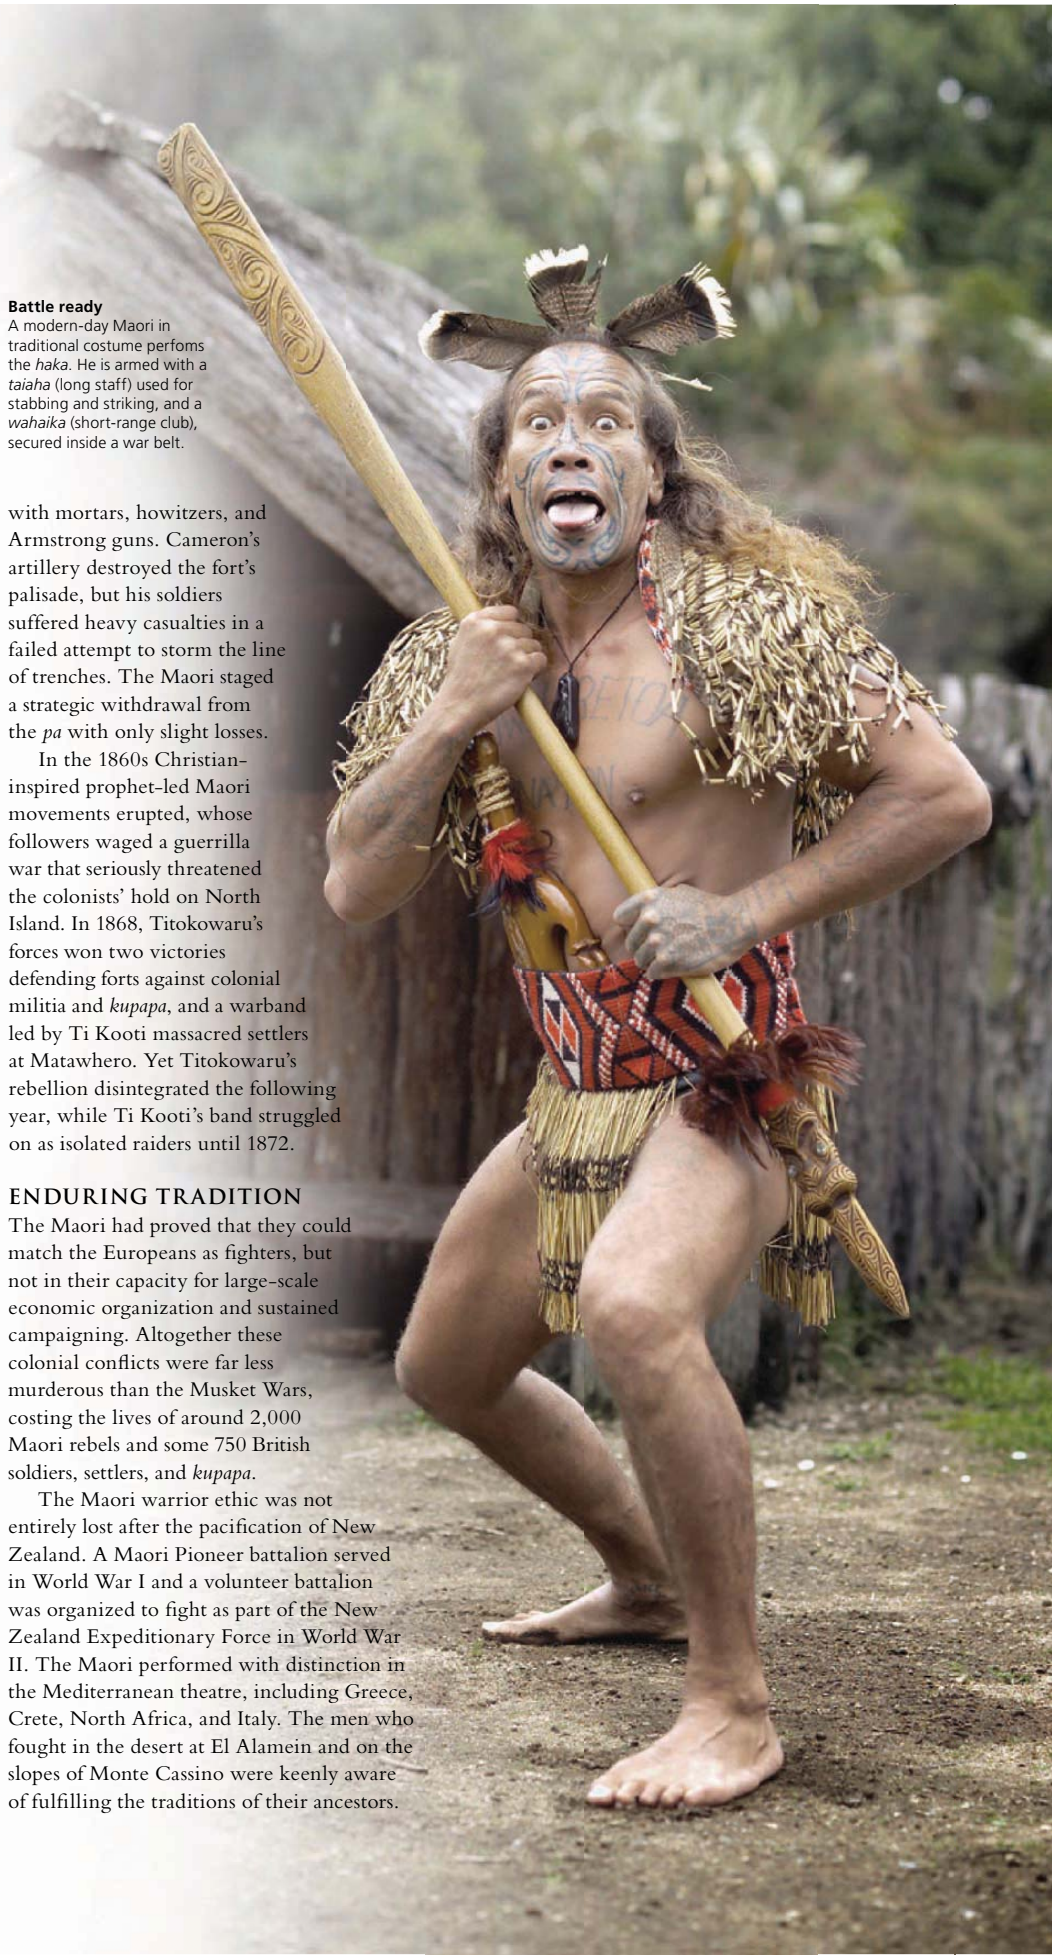 Battle ready
A modern-day Maori in
traditional costume perfoms
the haka. He is armed with a
taiaha (long staff) used for
stabbing and striking, and a
wahaika (short-range club),
secured inside a war belt.
with mortars, howitzers, and
Armstrong guns. Cameron’s
artillery destroyed the fort’s
palisade, but his soldiers
suffered heavy casualties in a
failed attempt to storm the line
of trenches. The Maori staged
a strategic withdrawal from
the pa with only slight losses.
In the 1860s Christian-
inspired prophet-led Maori
movements erupted, whose
followers waged a guerrilla
war that seriously threatened
the colonists’ hold on North
Island. In 1868, Titokowaru’s
forces won two victories
defending forts against colonial
militia and kupapa, and a warband
led by Ti Kooti massacred settlers
at Matawhero. Yet Titokowaru’s
rebellion disintegrated the following
year, while Ti Kooti’s band struggled
on as isolated raiders until 1872.
ENDURING TRADITION
The Maori had proved that they could
match the Europeans as fighters, but
not in their capacity for large-scale
economic organization and sustained
campaigning. Altogether these
colonial conflicts were far less
murderous than the Musket Wars,
costing the lives of around 2,000
Maori rebels and some 750 British
soldiers, settlers, and kupapa.
The Maori warrior ethic was not
entirely lost after the pacification of New
Zealand. A Maori Pioneer battalion served
in World War I and a volunteer battalion
was organized to fight as part of the New
Zealand Expeditionary Force in World War
II. The Maori performed with distinction in
the Mediterranean theatre, including Greece,
Crete, North Africa, and Italy. The men who
fought in the desert at El Alamein and on the
slopes of Monte Cassino were keenly aware
of fulfilling the traditions of their ancestors.